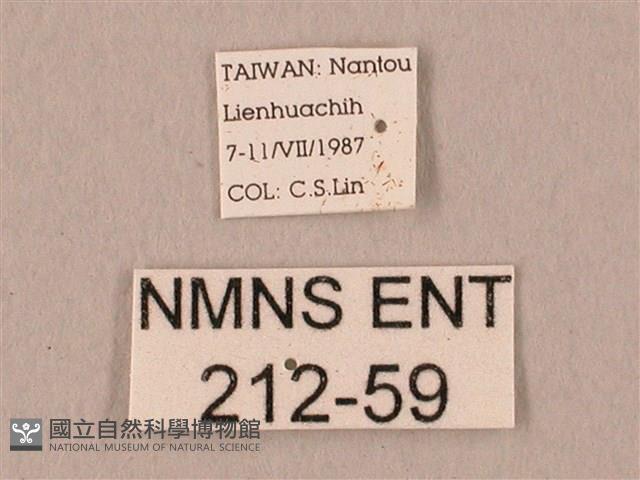 TAIWAN: Nantou
Lienhuachih
7-11/VII/1987
COL: C.S.Lin
NMNS ENT
212-59
國立自然科學博物館
NATIONAL MUSEUM OF NATURAL SCIENCE